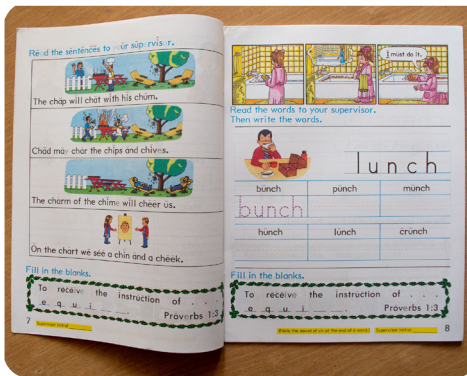 Read the sentences to your supervisor.
The chap will chat with his chum.
Chad may char the chips and chives.
The charm of the chime will cheer us.
On the chart we see a chin and a cheek.
Fill in the blanks.
To receive the instruction of . . .
e q u i _ _ _. Proverbs 1:3
7
Supervisor Initial
I must do it.
Read the words to your supervisor.
Then write the words.
lunch
bunch punch munch
bunch
hunch lunch crunch
Fill in the blanks.
To receive the instruction of . . .
e q u i _ _ _. Proverbs 1:3
Supervisor Initial
8